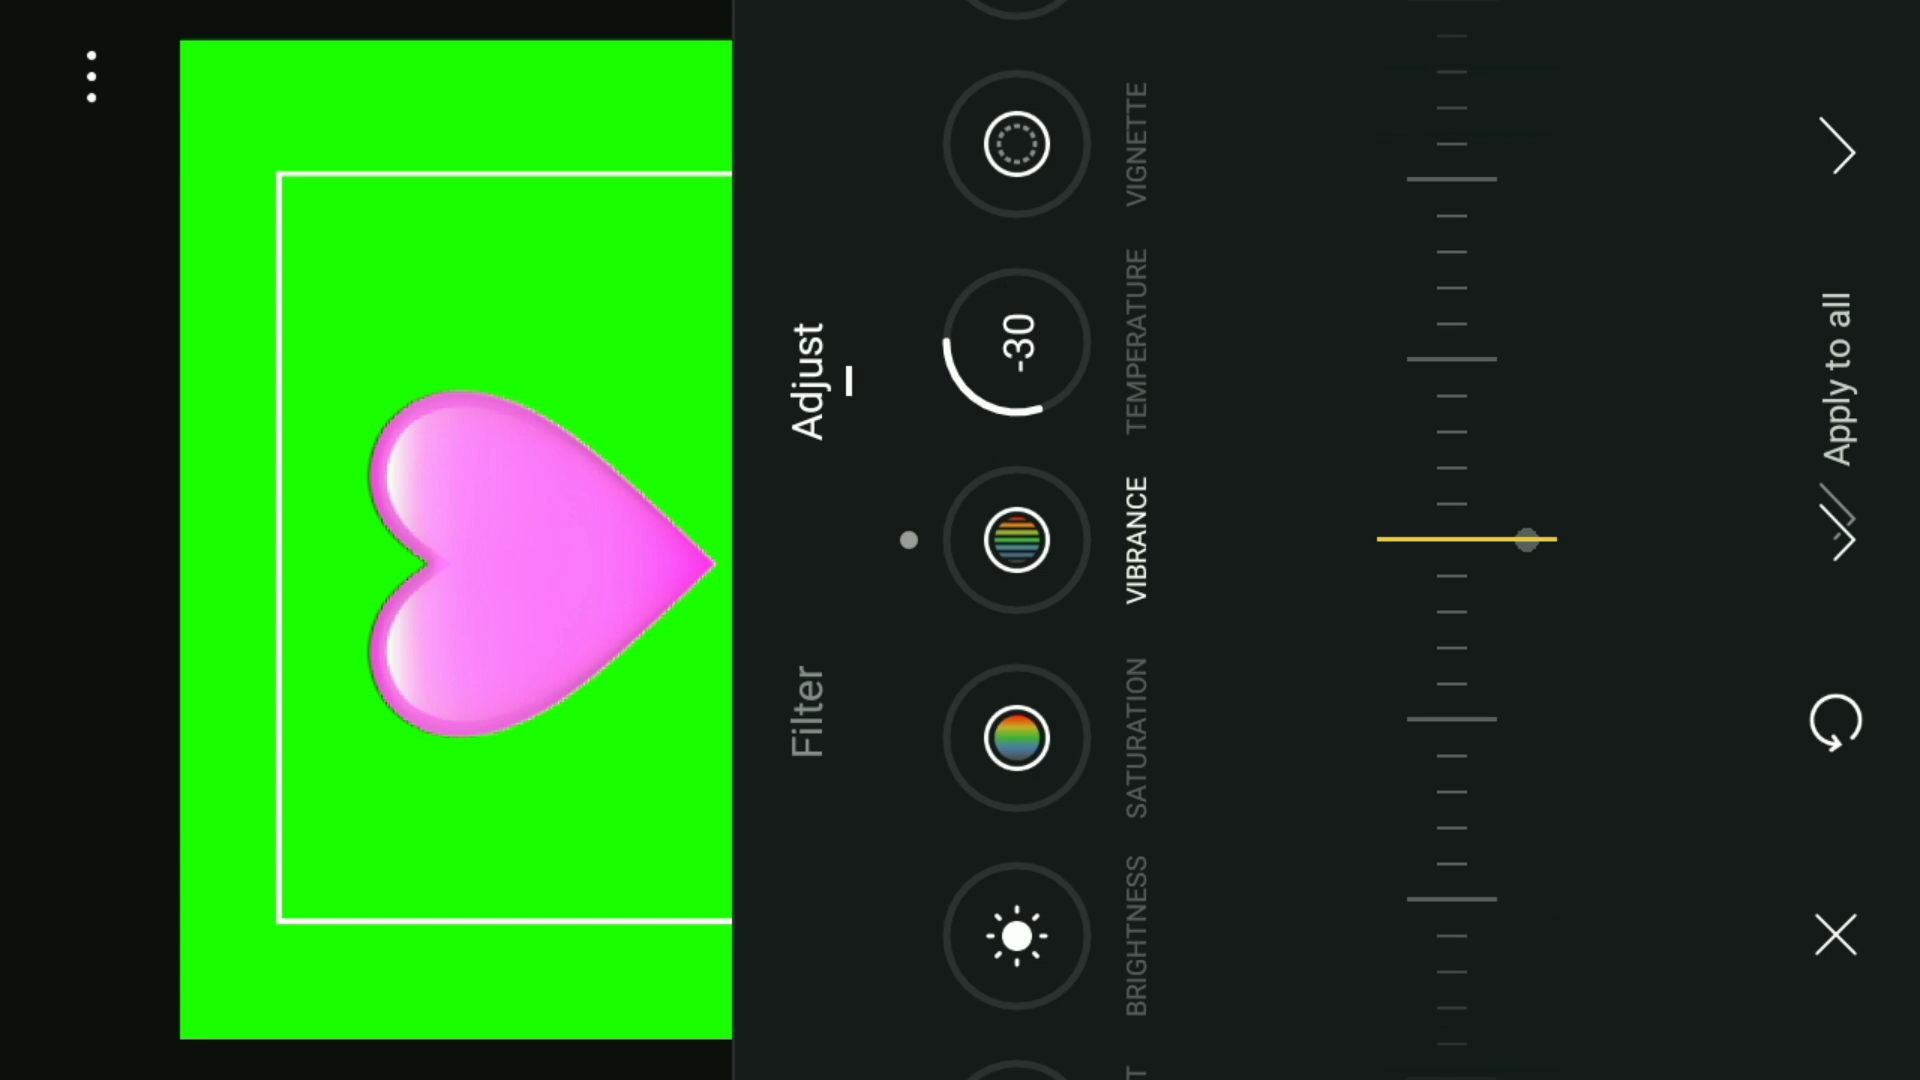 Filter
Adjust
BRIGHTNESS
SATURATION
VIBRANCE
-30
TEMPERATURE
VIGNETTE
Apply to all